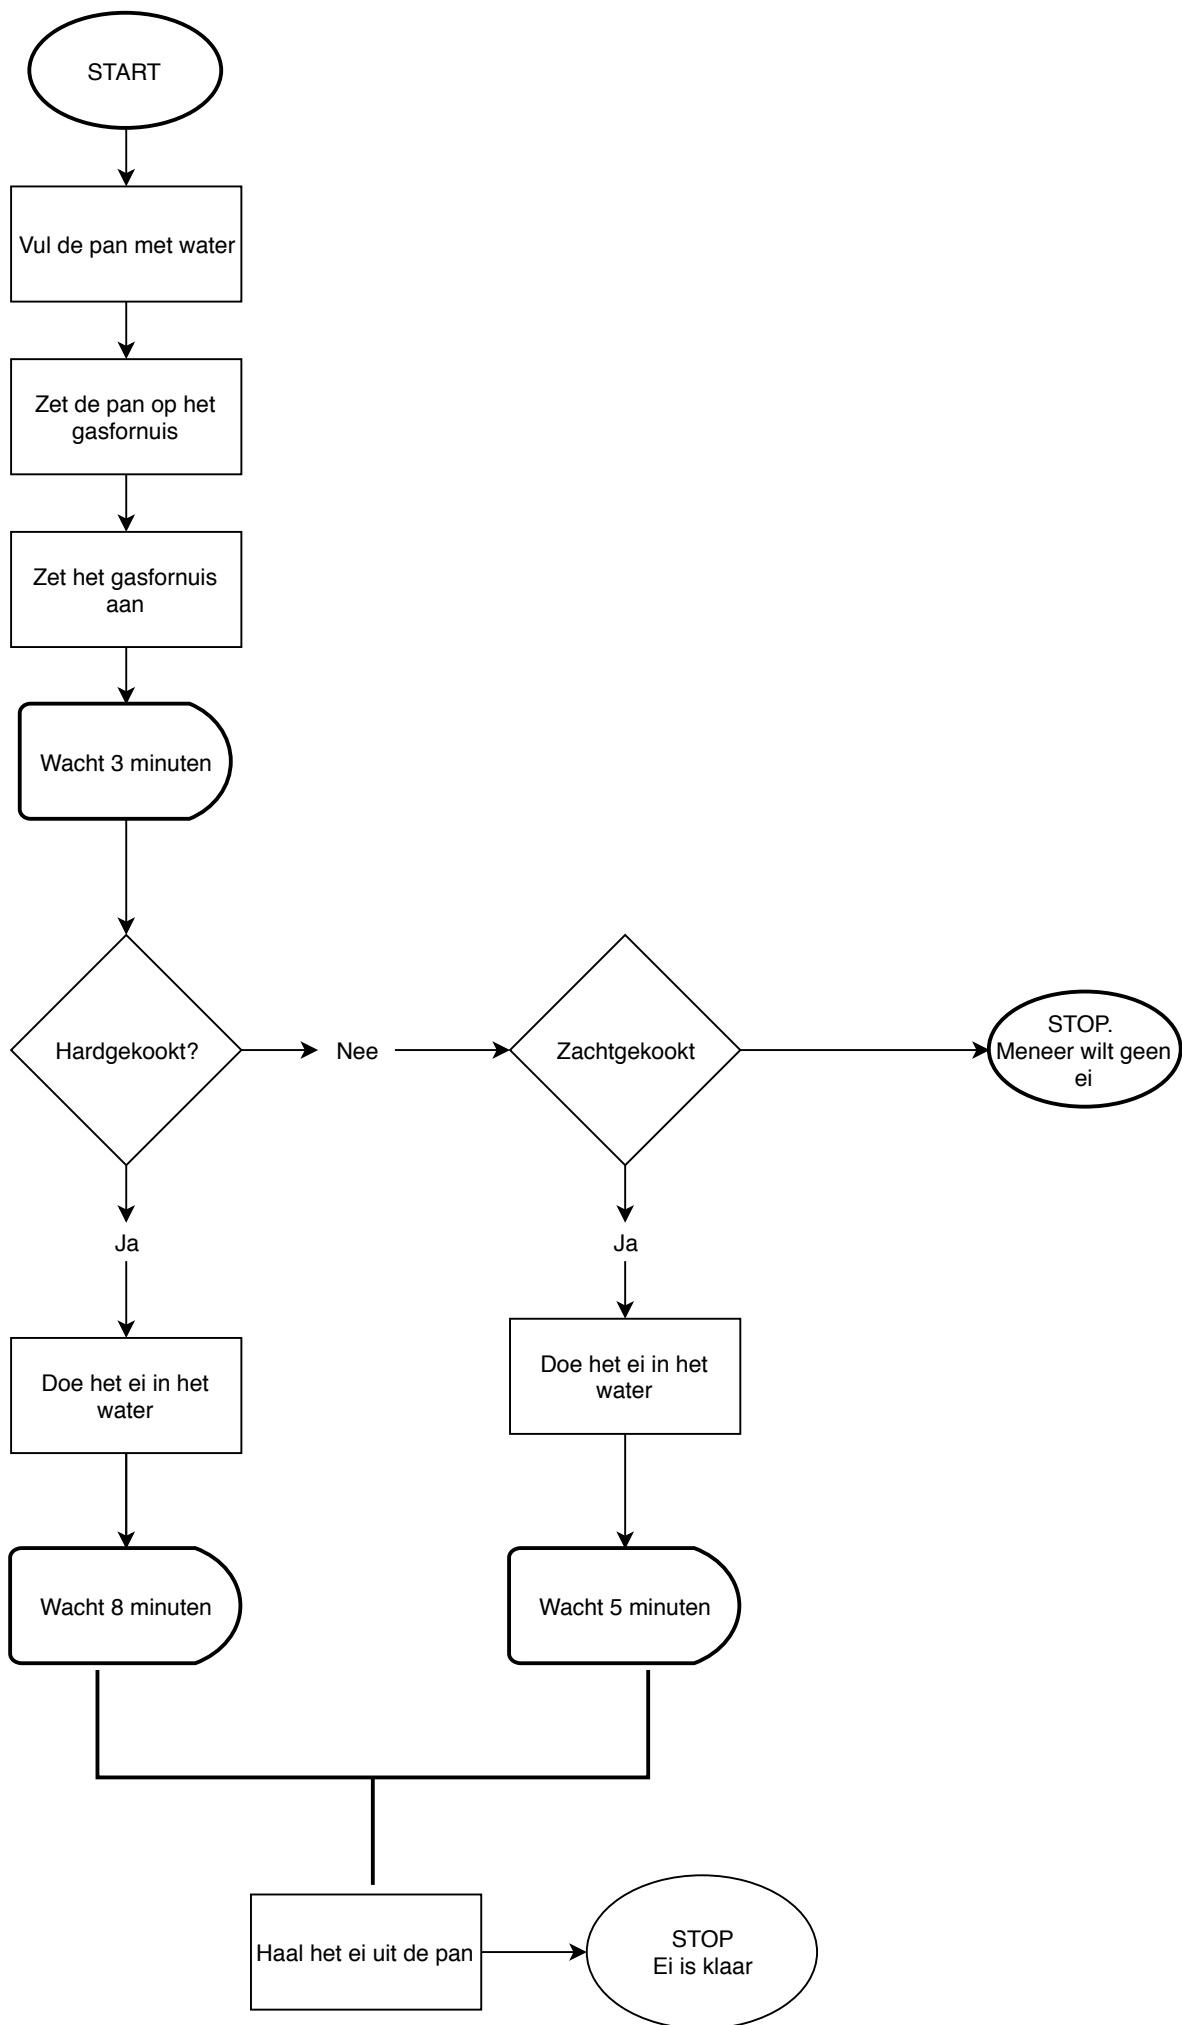 START
Vul de pan met water
Zet de pan op het
gasfornuis
Zet het gasfornuis
aan
Wacht 3 minuten
Hardgekookt?
Nee
Zachtgekookt
STOP.
Meneer wilt geen
ei
Ja
Ja
Doe het ei in het
water
Doe het ei in het
water
Wacht 8 minuten
Wacht 5 minuten
Haal het ei uit de pan
STOP
Ei is klaar